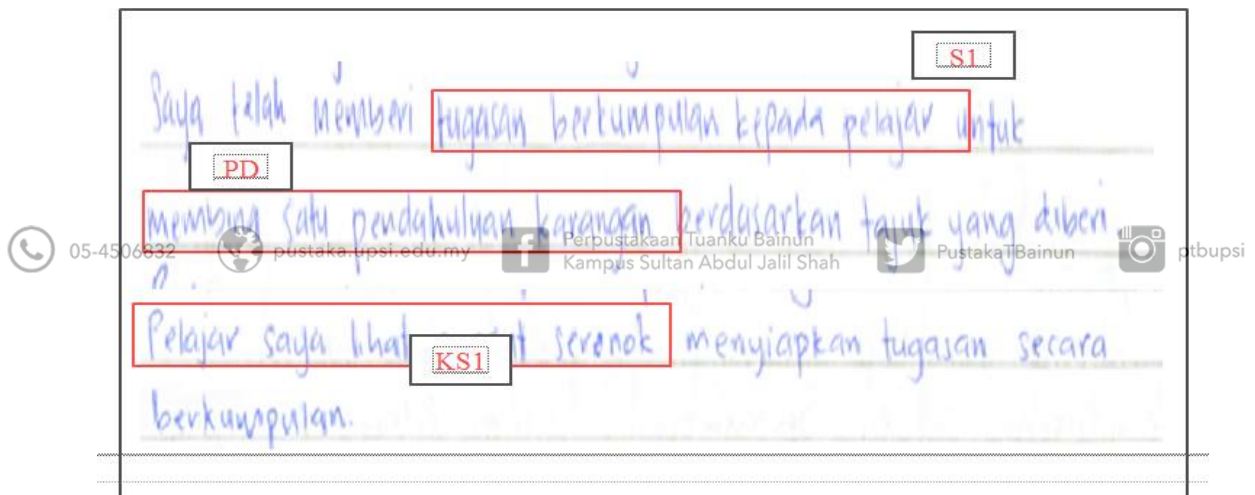 S1
Saya telah memberi tugasan berkumpulan kepada pelajar untuk
PD
membina satu pendahuluan karangan berdasarkan tajuk yang diberi.
05-4506832 pustaka.upsi.edu.my Perpustakaan Tuanku Bainun Kampus Sultan Abdul Jalil Shah PustakaTBainun ptbupsi
Pelajar saya lihat seronok menyiapkan tugasan secara
KS1
berkumpulan.